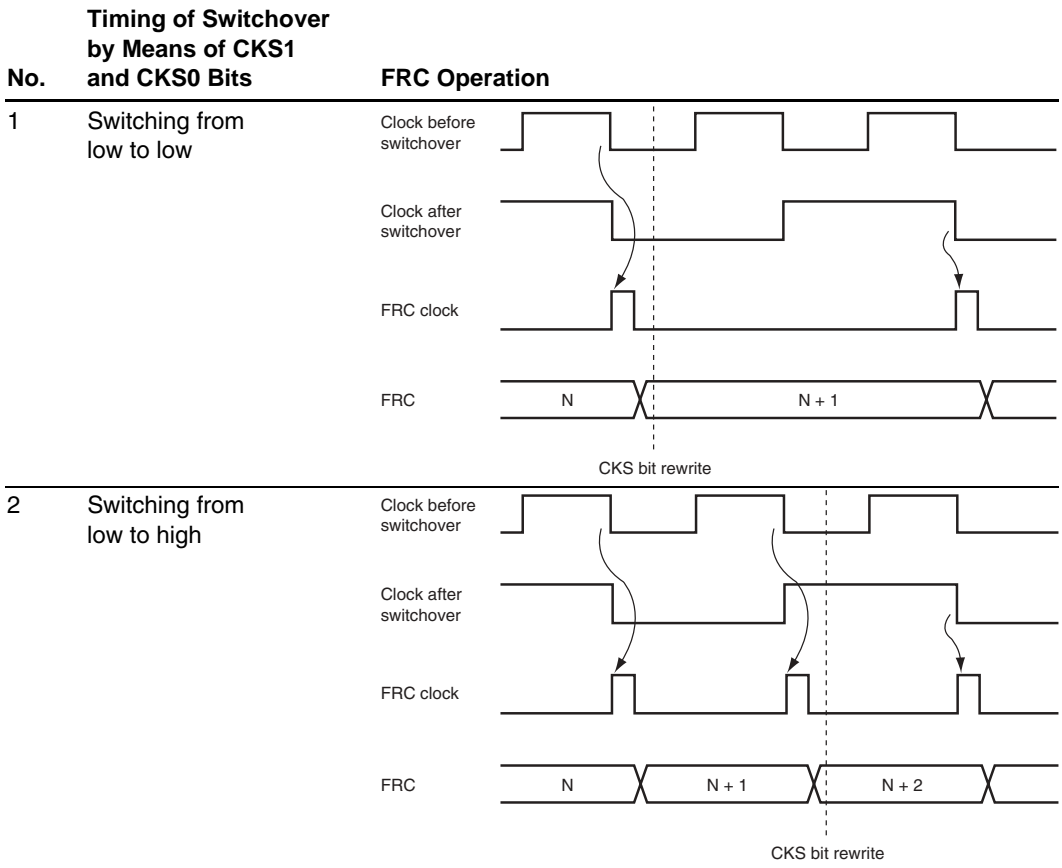 No.
Timing of Switchover
by Means of CKS1
and CKS0 Bits
FRC Operation
1
Switching from
low to low
Clock before
switchover
Clock after
switchover
FRC clock
FRC
N
N + 1
CKS bit rewrite
2
Switching from
low to high
Clock before
switchover
Clock after
switchover
FRC clock
FRC
N
N + 1
N + 2
CKS bit rewrite